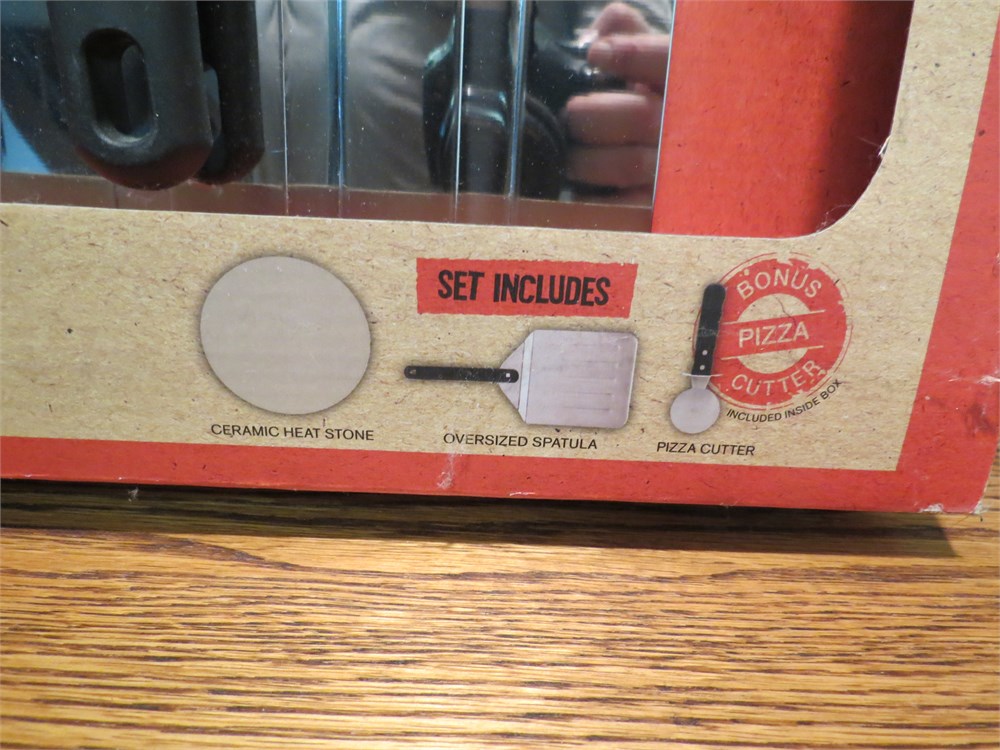 SET INCLUDES
BONUS
PIZZA
CUTTER
INCLUDED INSIDE BOX
CERAMIC HEAT STONE
OVERSIZED SPATULA
PIZZA CUTTER